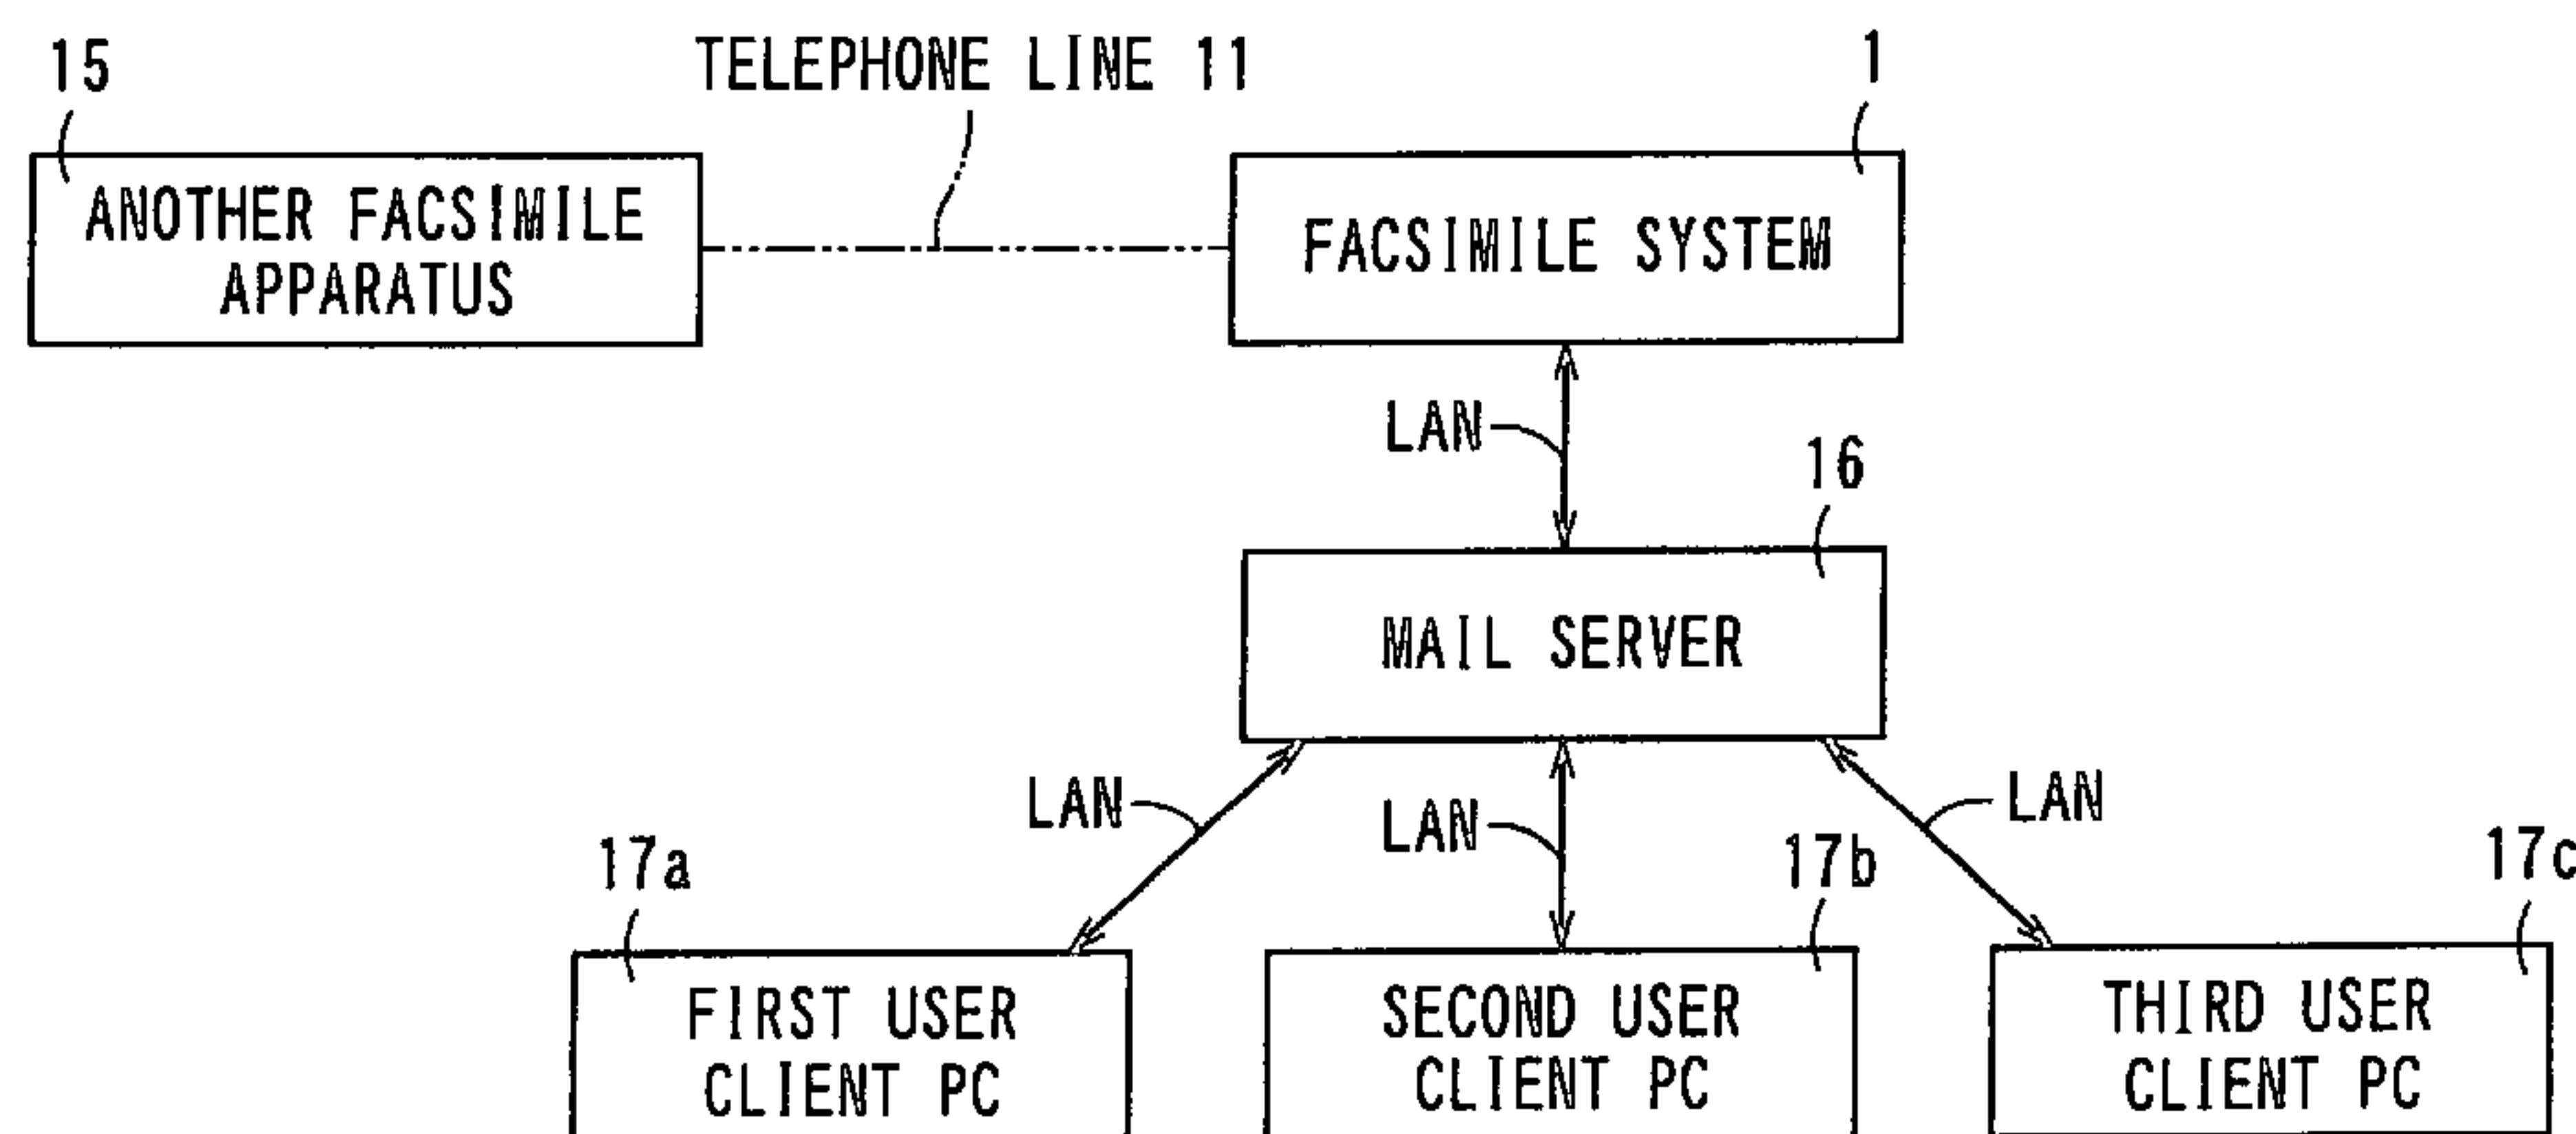 15
TELEPHONE LINE 11
1
ANOTHER FACSIMILE
APPARATUS
FACSIMILE SYSTEM
LAN
16
MAIL SERVER
LAN
LAN
LAN
17a
17b
17c
FIRST USER
CLIENT PC
SECOND USER
CLIENT PC
THIRD USER
CLIENT PC